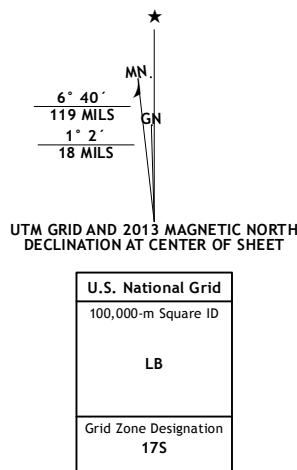 ★
MN.
6° 40´
119 MILS
GN
1° 2´
18 MILS
UTM GRID AND 2013 MAGNETIC NORTH
DECLINATION AT CENTER OF SHEET
U.S. National Grid
100,000-m Square ID
LB
Grid Zone Designation
17S